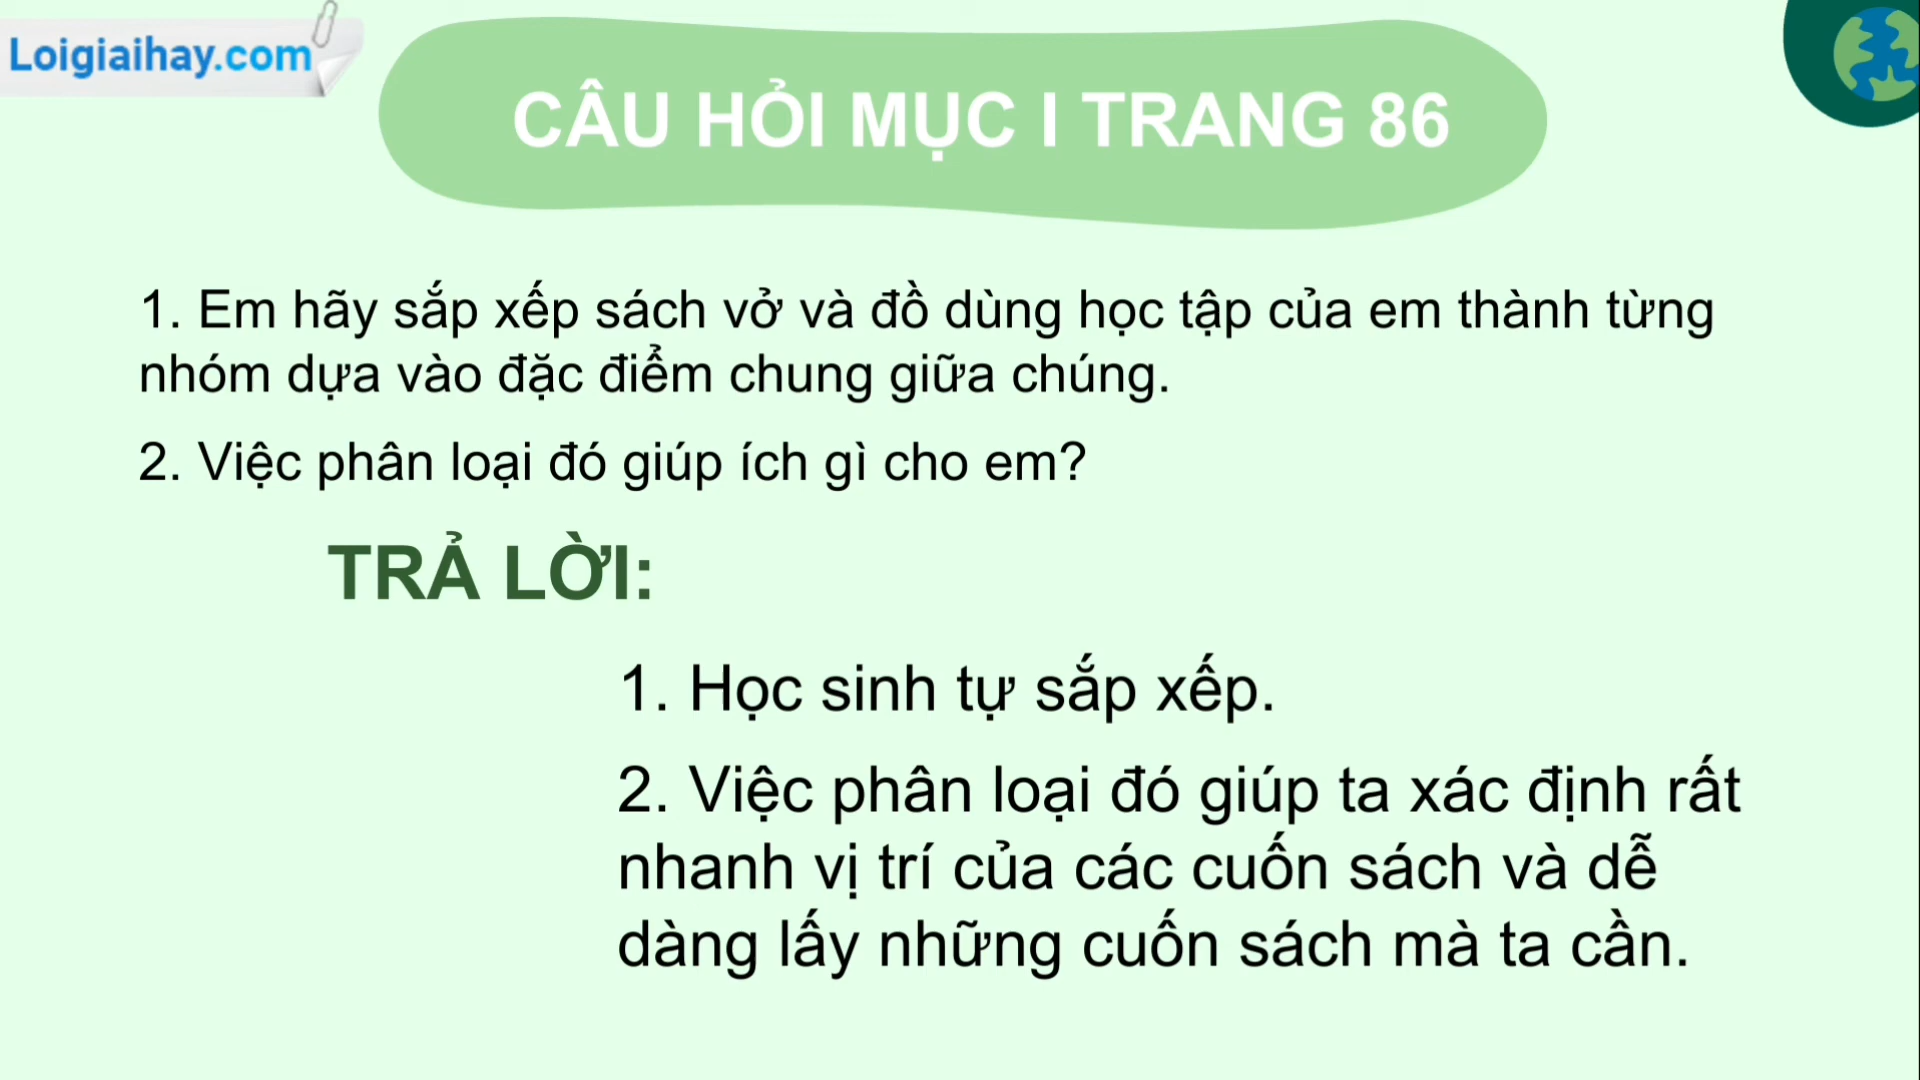 Loigiaihay.com
CÂU HỎI MỤC I TRANG 86
1. Em hãy sắp xếp sách vở và đồ dùng học tập của em thành từng
nhóm dựa vào đặc điểm chung giữa chúng.
2. Việc phân loại đó giúp ích gì cho em?
TRẢ LỜI:
1. Học sinh tự sắp xếp.
2. Việc phân loại đó giúp ta xác định rất
nhanh vị trí của các cuốn sách và dễ
dàng lấy những cuốn sách mà ta cần.